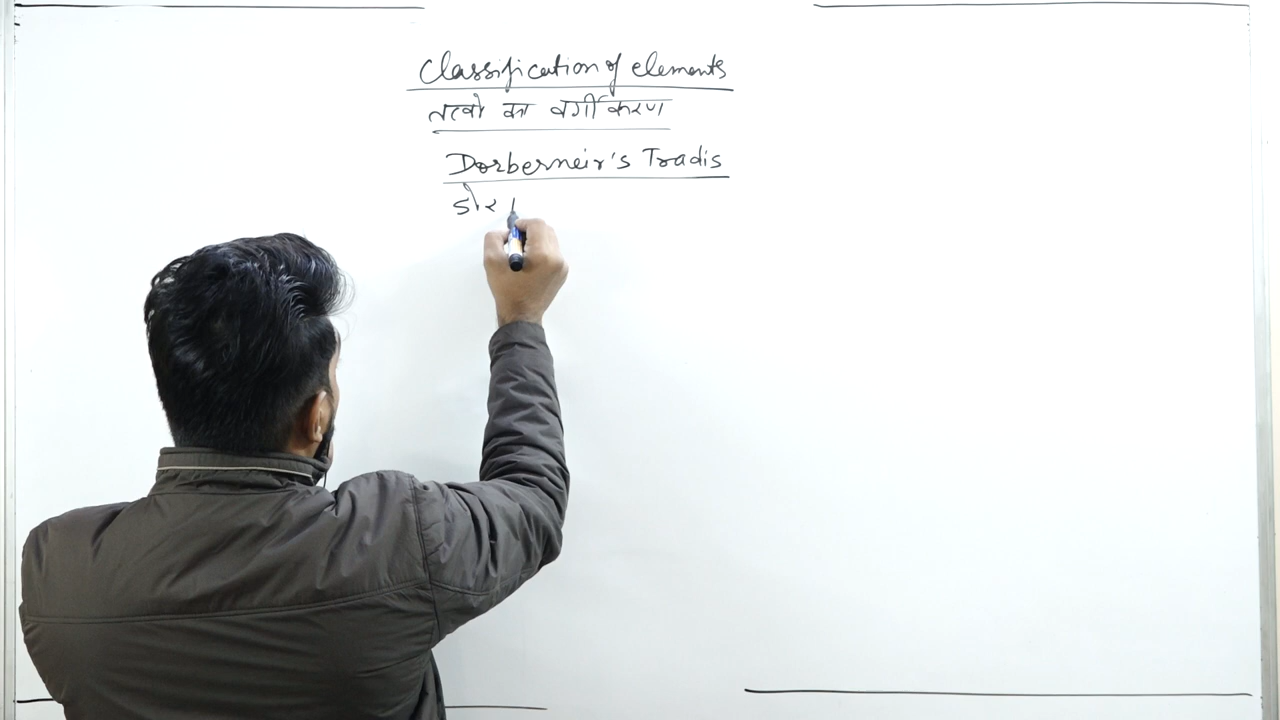 Classification of elements
तत्वो का वर्गीकरण
Dorberneir's Tradis
डोर